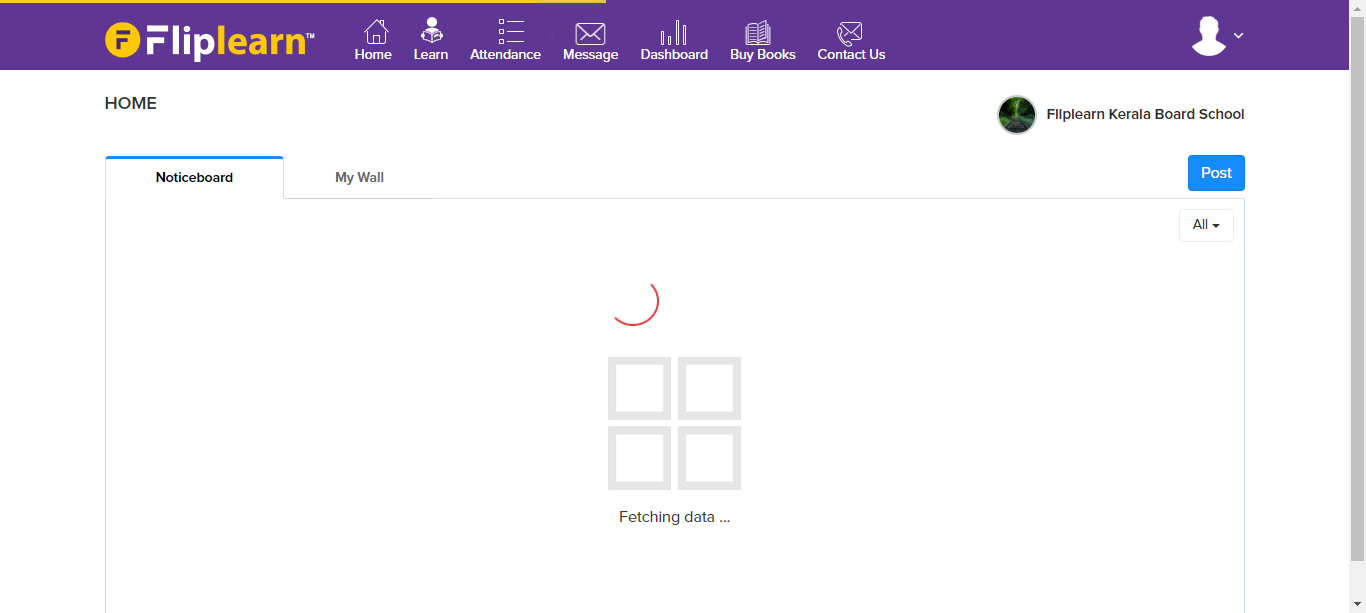 Fliplearn™
Home Learn Attendance Message Dashboard Buy Books Contact Us
HOME
Fliplearn Kerala Board School
Noticeboard My Wall
Post
All
Fetching data ...